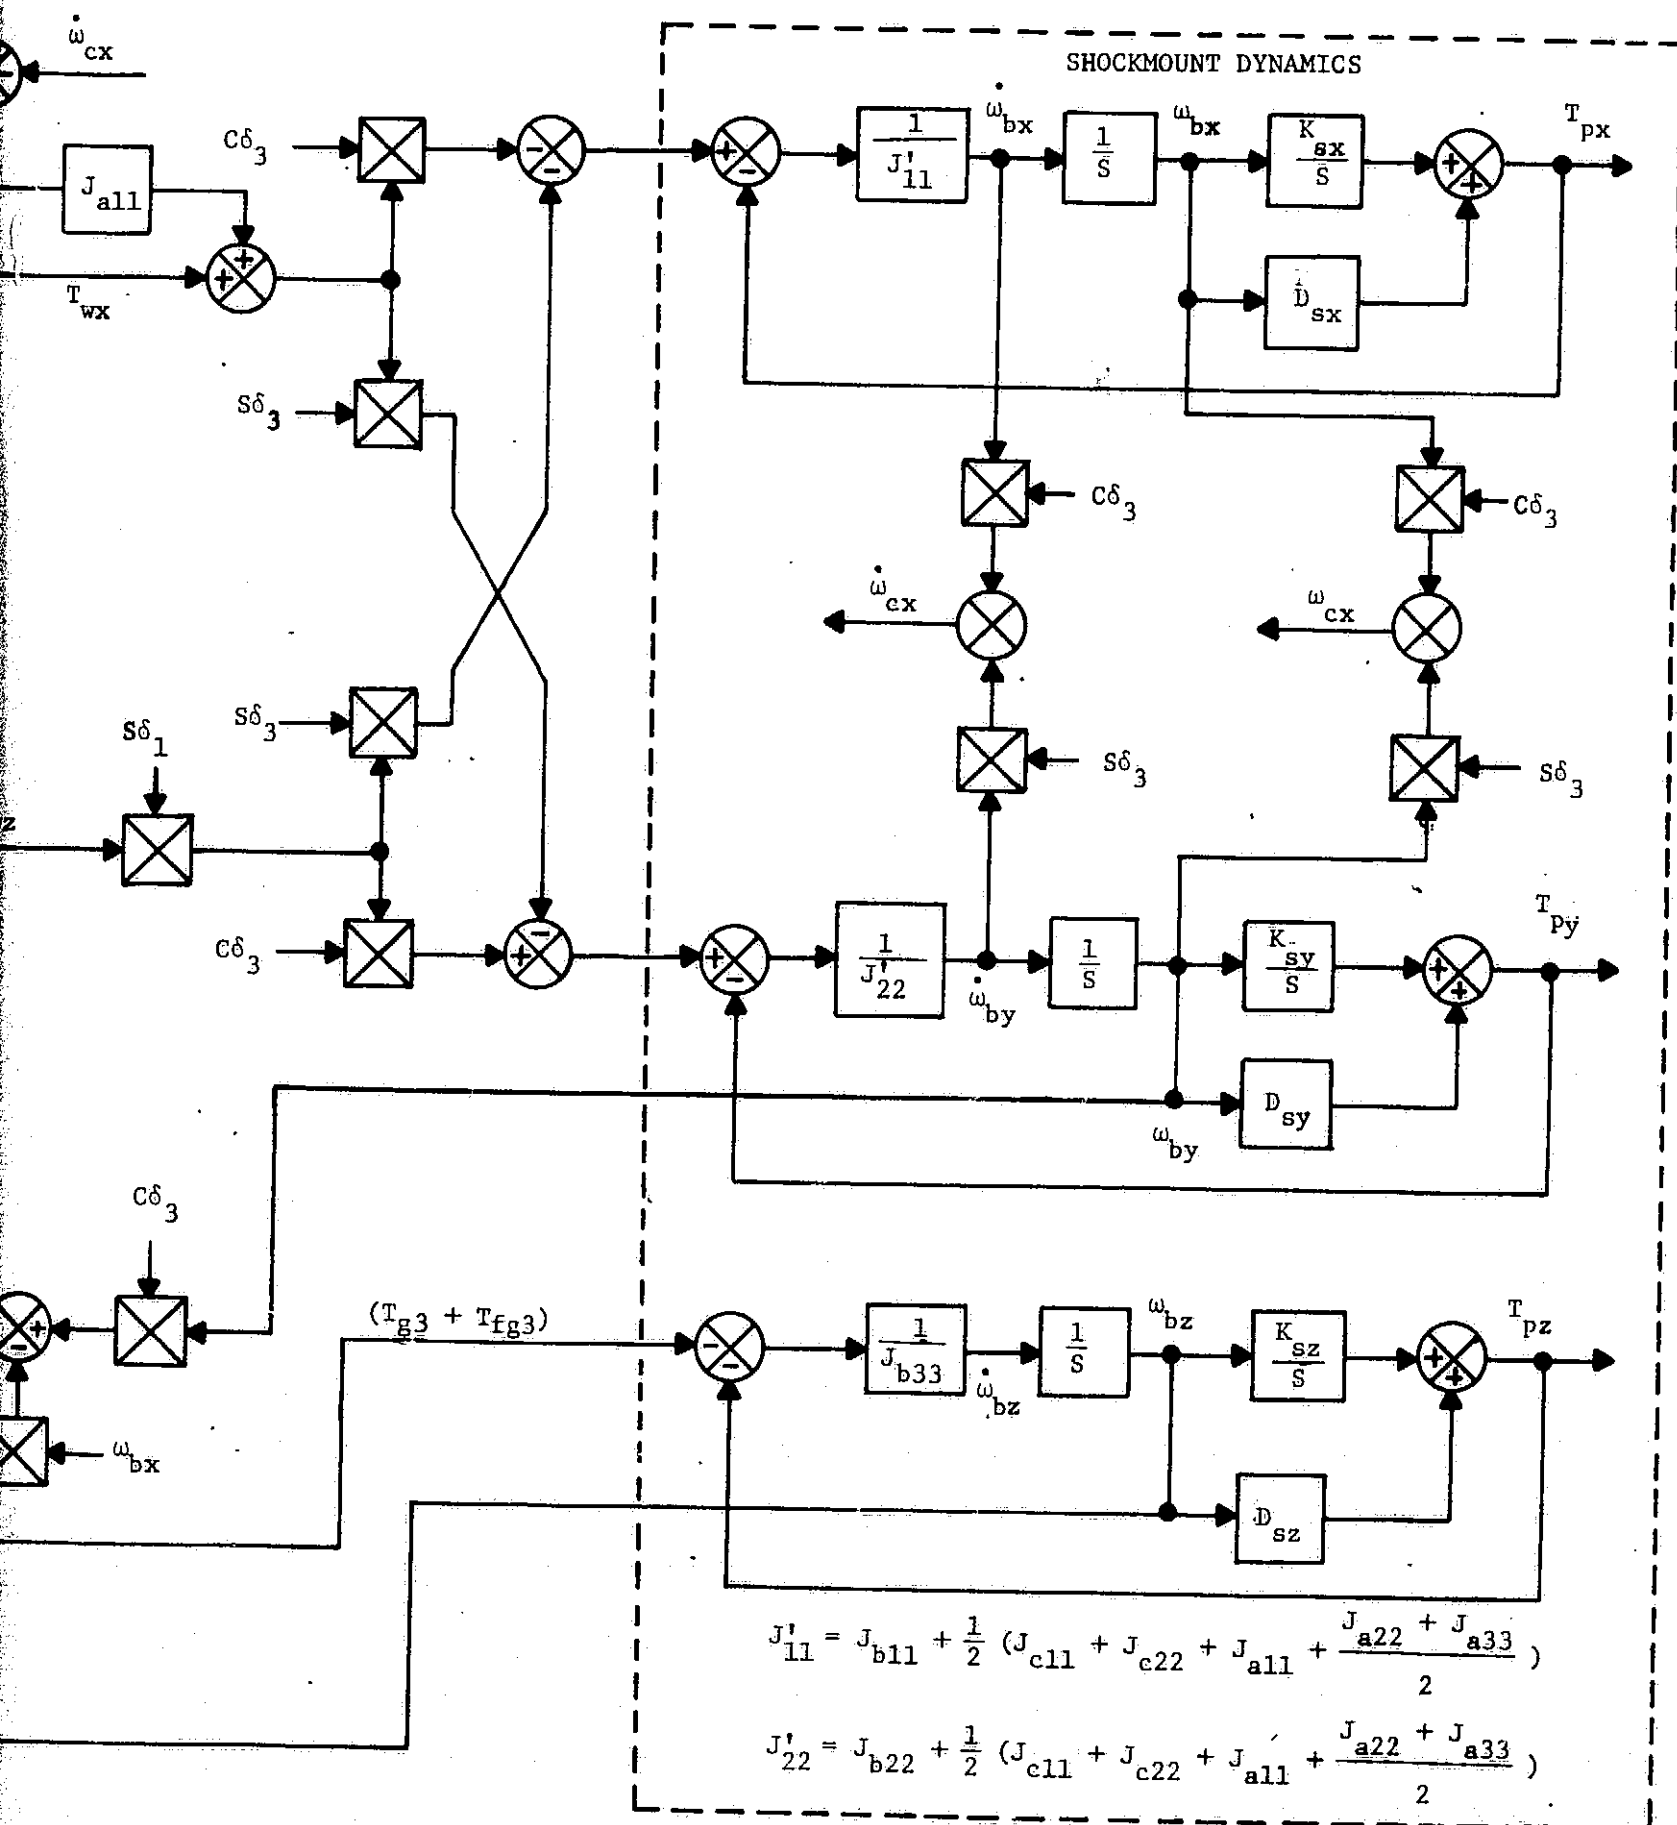 SHOCKMOUNT DYNAMICS
ω̇cx
Cδ3
+ −
1/J'11
ω̇bx
1/S
ωbx
Ksx/S
+ +
Tpx
Ja11
− −
+ +
Twx
Dsx
Sδ3
Cδ3
Cδ3
ω̇cx
ωcx
Sδ3
Sδ1
Sδ3
Sδ3
z
Cδ3
+ −
+ −
1/J'22
ω̇by
1/S
Ksy/S
+ +
Tpy
Dsy
ωby
Cδ3
+ −
(Tg3 + Tfg3)
− −
1/Jb33
ω̇bz
1/S
ωbz
Ksz/S
+ +
Tpz
ωbx
Dsz
J'11 = Jb11 + 1/2 (Jc11 + Jc22 + Ja11 + (Ja22 + Ja33)/2 )
J'22 = Jb22 + 1/2 (Jc11 + Jc22 + Ja11 + (Ja22 + Ja33)/2 )